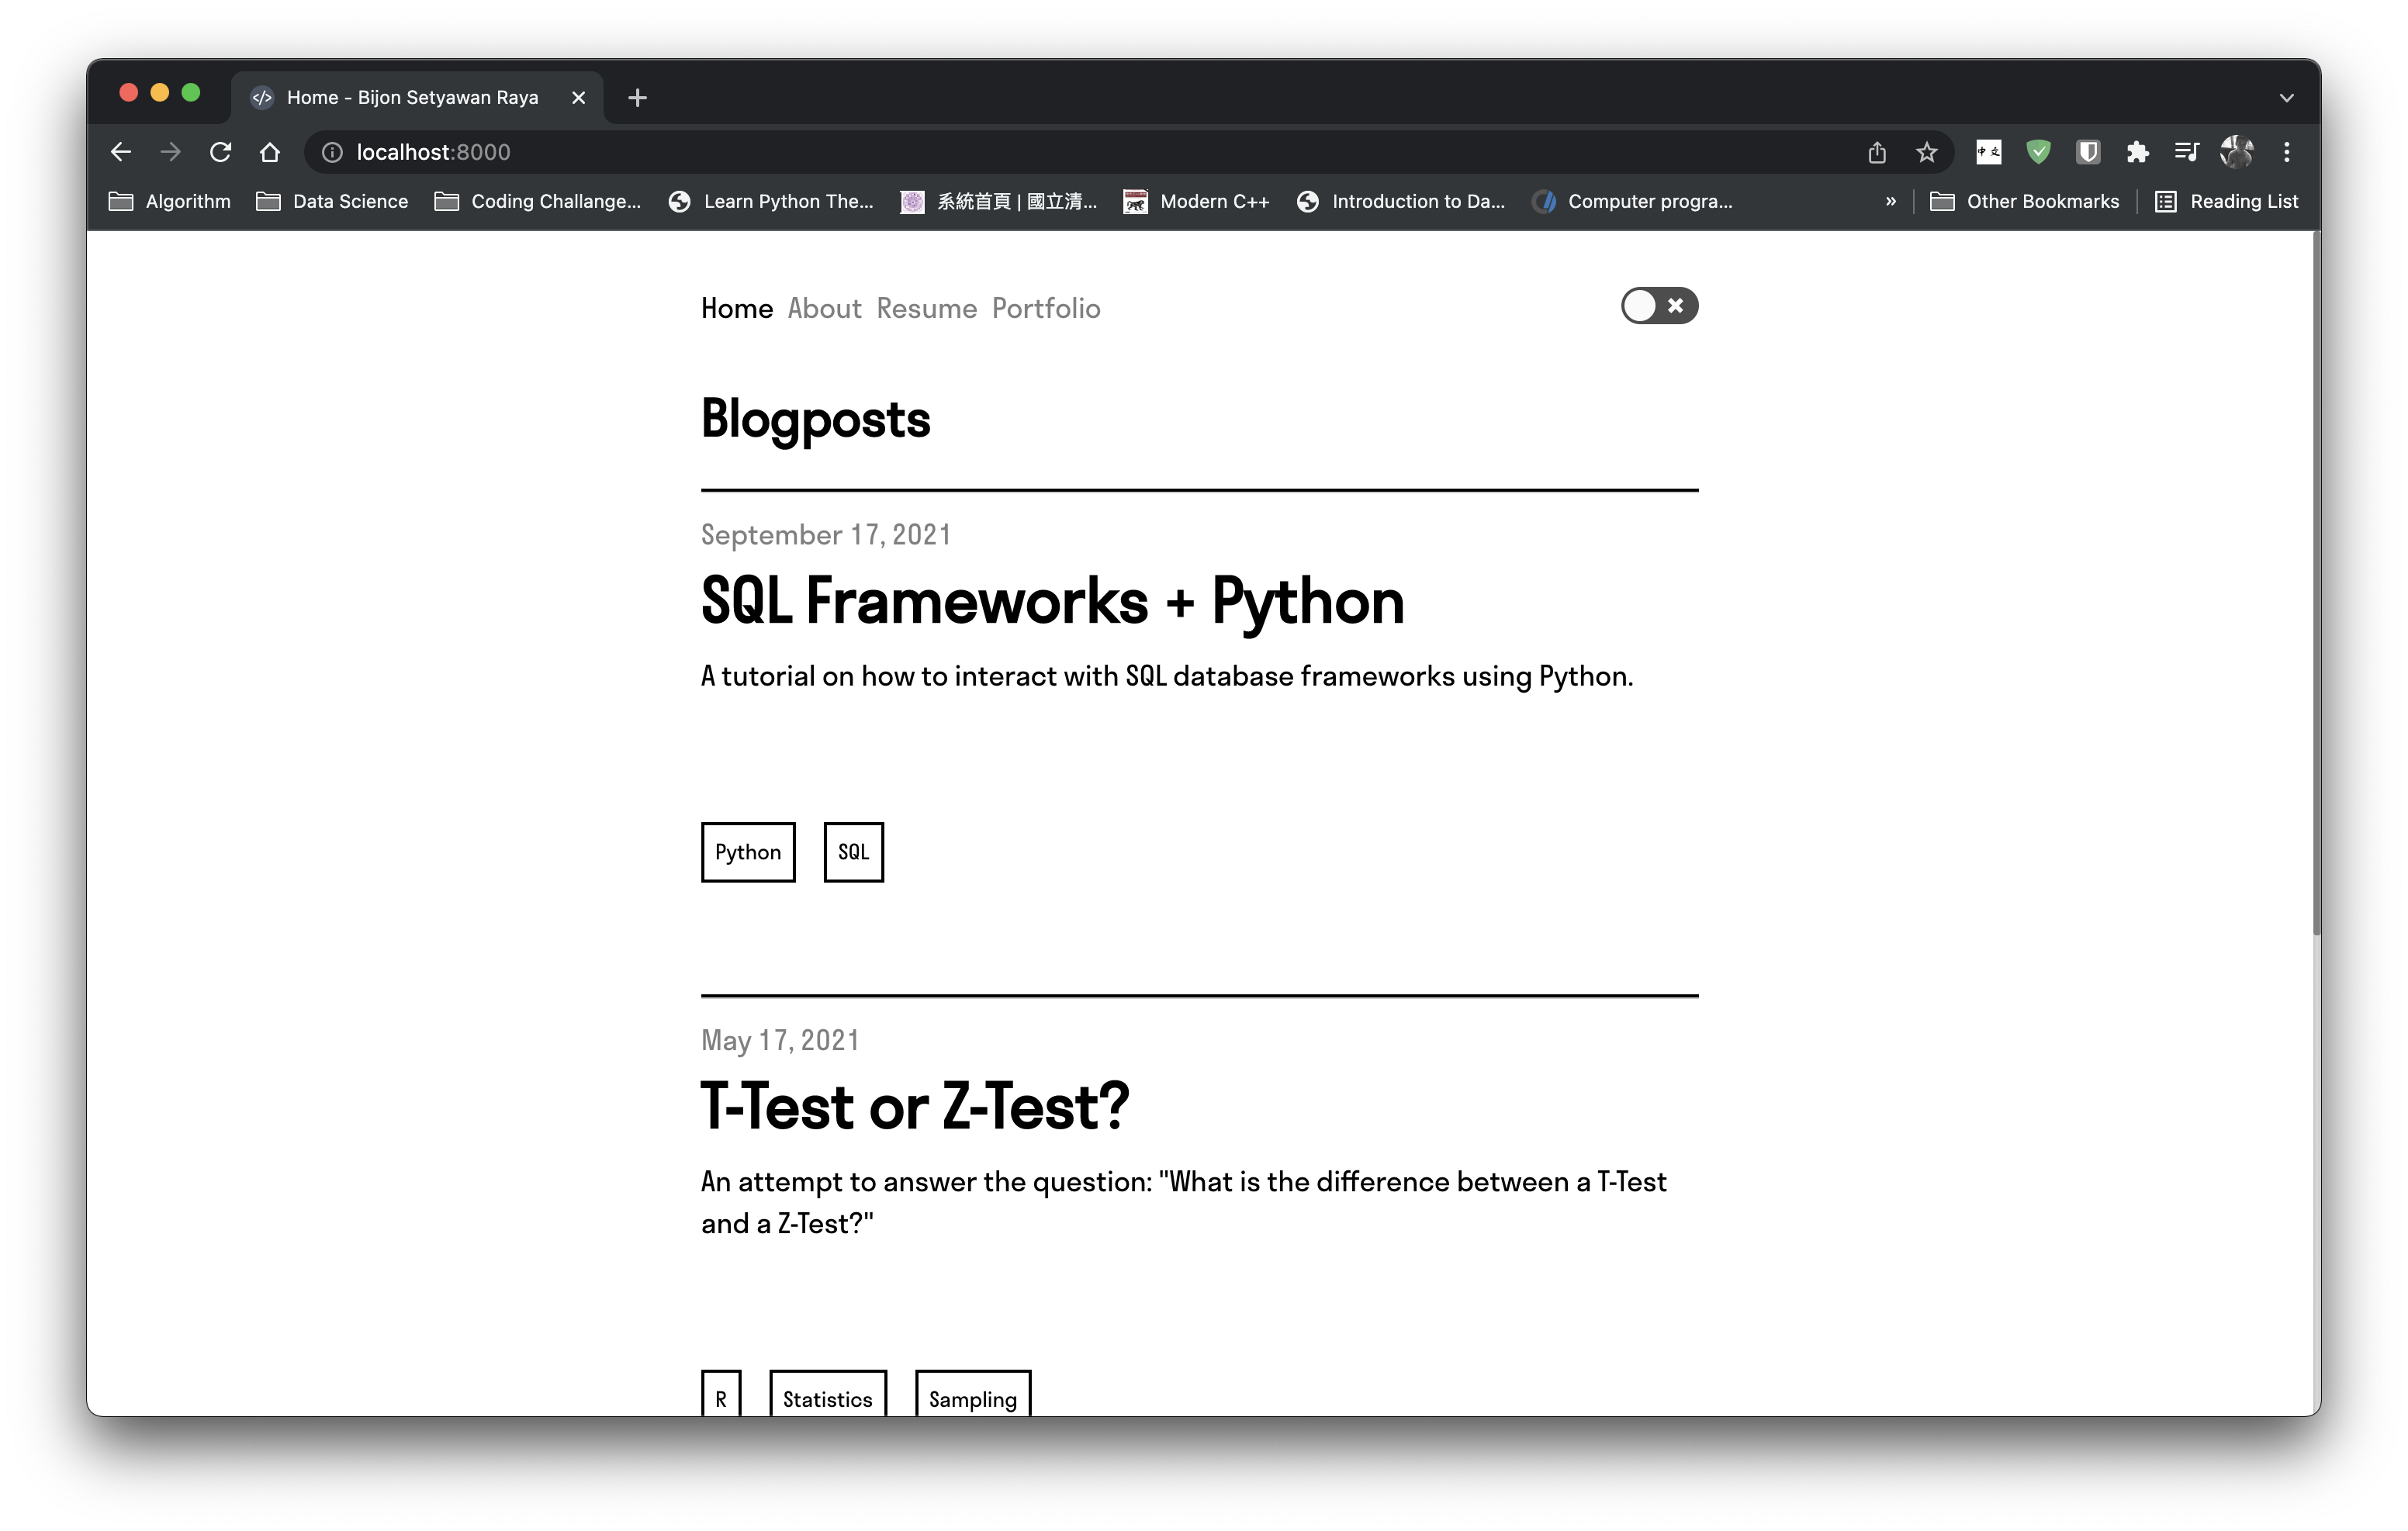 Home - Bijon Setyawan Raya
localhost:8000
中文
Algorithm Data Science Coding Challange... Learn Python The... 系統首頁 | 國立清... Modern C++ Introduction to Da... Computer progra... » Other Bookmarks Reading List
Home About Resume Portfolio
Blogposts
September 17, 2021
SQL Frameworks + Python
A tutorial on how to interact with SQL database frameworks using Python.
Python SQL
May 17, 2021
T-Test or Z-Test?
An attempt to answer the question: "What is the difference between a T-Test
and a Z-Test?"
R Statistics Sampling